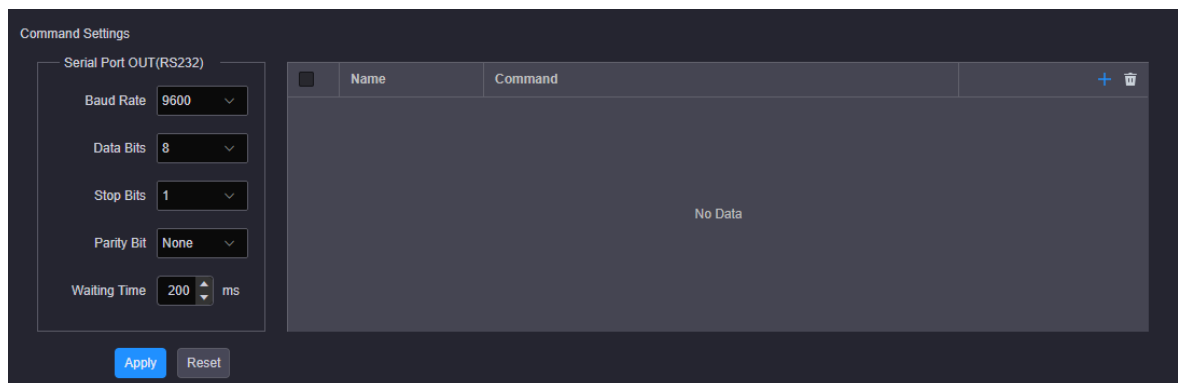 Command Settings
Serial Port OUT(RS232)
Baud Rate 9600
Data Bits 8
Stop Bits 1
Parity Bit None
Waiting Time 200 ms
Apply Reset
Name Command
No Data